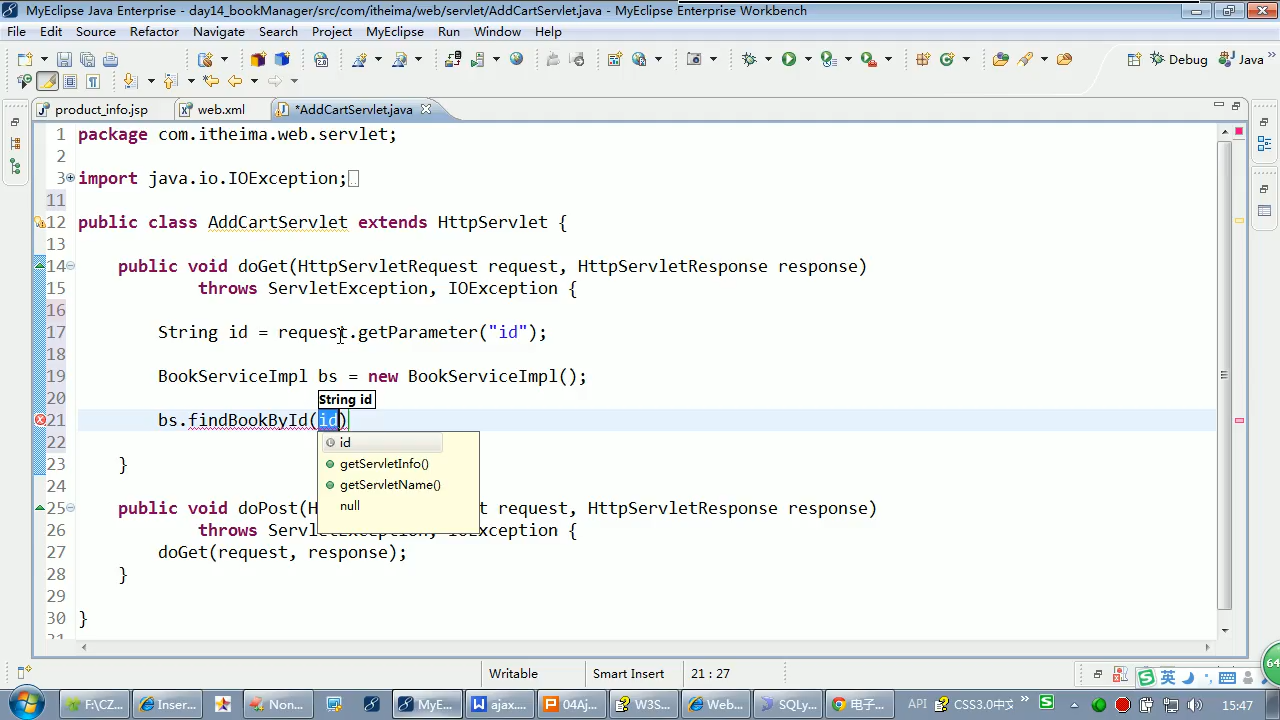 MyEclipse Java Enterprise - day14_bookManager/src/com/itheima/web/servlet/AddCartServlet.java - MyEclipse Enterprise Workbench
File Edit Source Refactor Navigate Search Project MyEclipse Run Window Help
Debug Java
product_info.jsp web.xml *AddCartServlet.java
1 package com.itheima.web.servlet;
2
3 import java.io.IOException;
11
12 public class AddCartServlet extends HttpServlet {
13
14 public void doGet(HttpServletRequest request, HttpServletResponse response)
15 throws ServletException, IOException {
16
17 String id = request.getParameter("id");
18
19 BookServiceImpl bs = new BookServiceImpl();
20
String id
21 bs.findBookById(id)
22
id
23 }
getServletInfo()
24
getServletName()
25 public void doPost(H t request, HttpServletResponse response)
null
26 throws Servl IOException {
27 doGet(request, response);
28 }
29
30 }
31
Writable Smart Insert 21 : 27
64
英
F:\CZ... Inser... Non... MyE... ajax.... 04Aj... W3S... Web... SQLy... 电子... API CSS3.0中文 15:47